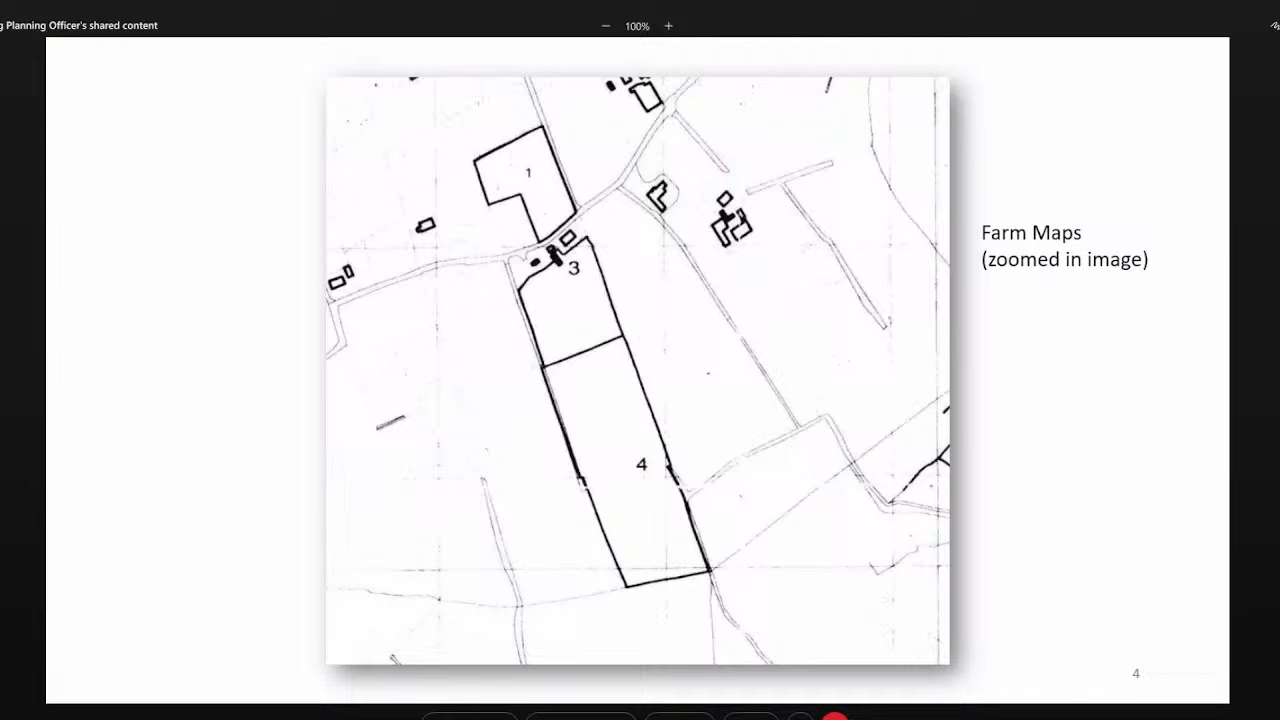 g Planning Officer's shared content
100%
1
3
Farm Maps
(zoomed in image)
4
4